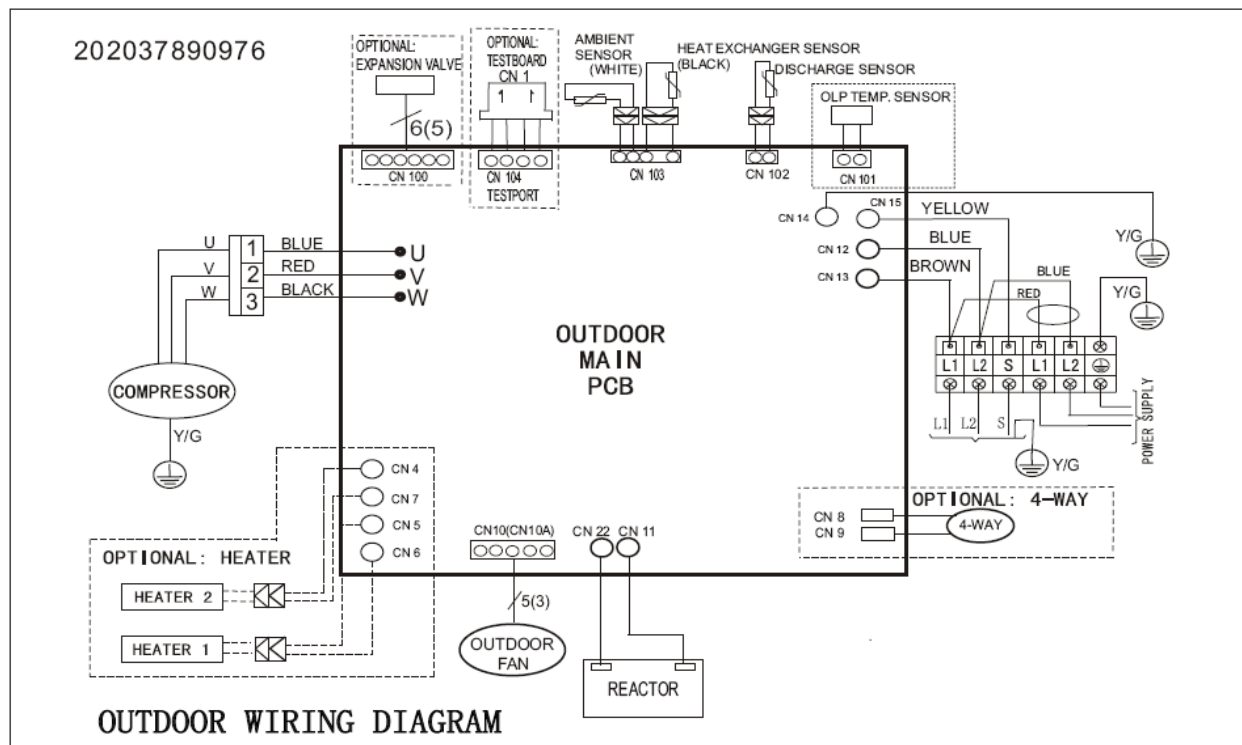 202037890976
OPTIONAL:
EXPANSION VALVE
6(5)
CN 100
OPTIONAL:
TESTBOARD
CN 1
1 1
CN 104
TESTPORT
AMBIENT
SENSOR
(WHITE)
HEAT EXCHANGER SENSOR
(BLACK)
DISCHARGE SENSOR
CN 103
CN 102
OLP TEMP. SENSOR
CN 101
CN 14
CN 15
YELLOW
CN 12
BLUE
CN 13
BROWN
Y/G
BLUE
RED
Y/G
L1 L2 S L1 L2
L1 L2 S
Y/G
POWER SUPPLY
U 1 BLUE U
V 2 RED V
W 3 BLACK W
COMPRESSOR
Y/G
OUTDOOR
MAIN
PCB
CN 4
CN 7
CN 5
CN 6
OPTIONAL: HEATER
HEATER 2
HEATER 1
CN10(CN10A)
5(3)
OUTDOOR
FAN
CN 22
CN 11
REACTOR
OPTIONAL: 4-WAY
CN 8
CN 9
4-WAY
OUTDOOR WIRING DIAGRAM